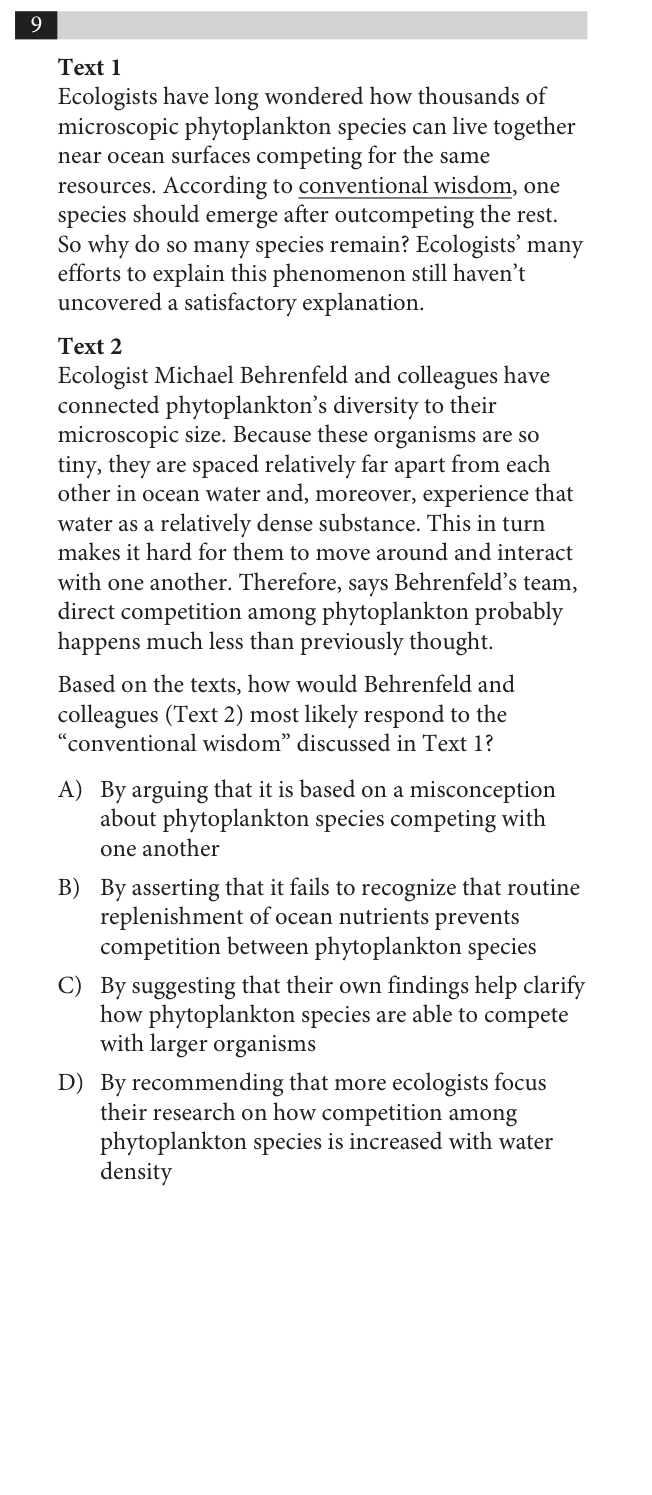 9
Text 1
Ecologists have long wondered how thousands of
microscopic phytoplankton species can live together
near ocean surfaces competing for the same
resources. According to conventional wisdom, one
species should emerge after outcompeting the rest.
So why do so many species remain? Ecologists’ many
efforts to explain this phenomenon still haven’t
uncovered a satisfactory explanation.
Text 2
Ecologist Michael Behrenfeld and colleagues have
connected phytoplankton’s diversity to their
microscopic size. Because these organisms are so
tiny, they are spaced relatively far apart from each
other in ocean water and, moreover, experience that
water as a relatively dense substance. This in turn
makes it hard for them to move around and interact
with one another. Therefore, says Behrenfeld’s team,
direct competition among phytoplankton probably
happens much less than previously thought.
Based on the texts, how would Behrenfeld and
colleagues (Text 2) most likely respond to the
“conventional wisdom” discussed in Text 1?
A) By arguing that it is based on a misconception
about phytoplankton species competing with
one another
B) By asserting that it fails to recognize that routine
replenishment of ocean nutrients prevents
competition between phytoplankton species
C) By suggesting that their own findings help clarify
how phytoplankton species are able to compete
with larger organisms
D) By recommending that more ecologists focus
their research on how competition among
phytoplankton species is increased with water
density